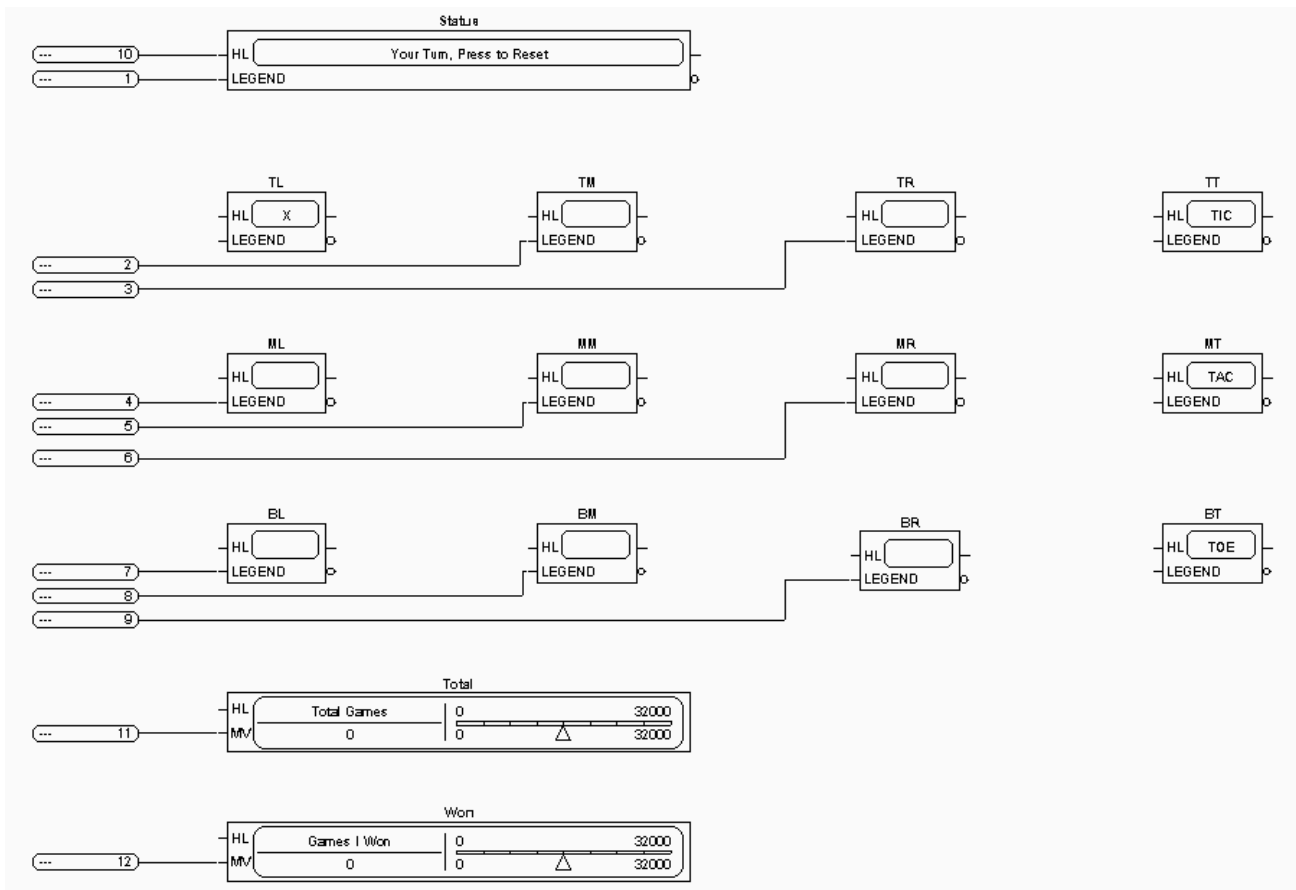 Status
--- 10 HL Your Turn, Press to Reset
--- 1 LEGEND
TL TM TR TT
HL X HL HL HL TIC
LEGEND LEGEND LEGEND LEGEND
--- 2
--- 3
ML MM MR MT
HL HL HL HL TAC
--- 4 LEGEND LEGEND LEGEND LEGEND
--- 5
--- 6
BL BM BR BT
HL HL HL HL TOE
--- 7 LEGEND LEGEND LEGEND LEGEND
--- 8
--- 9
Total
HL Total Games 0 32000
--- 11 MV 0 0 32000
Won
HL Games I Won 0 32000
--- 12 MV 0 0 32000